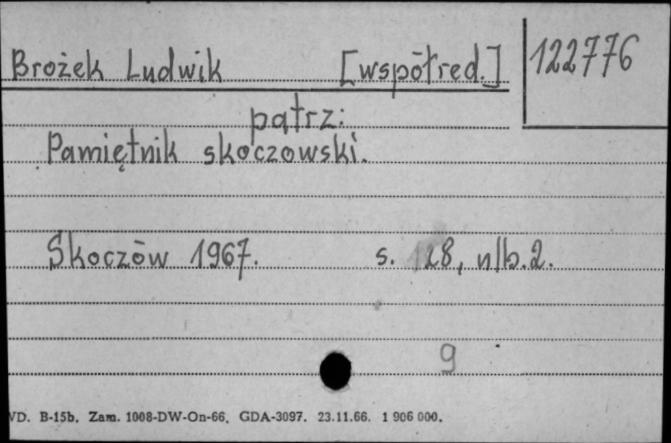 Brożek Ludwik [współred.] 122776
patrz:
Pamiętnik skoczowski.
Skoczów 1967. s. 128, nlb.2.
9
VD. B-15b. Zam. 1008-DW-On-66. GDA-3097. 23.11.66. 1 906 000.